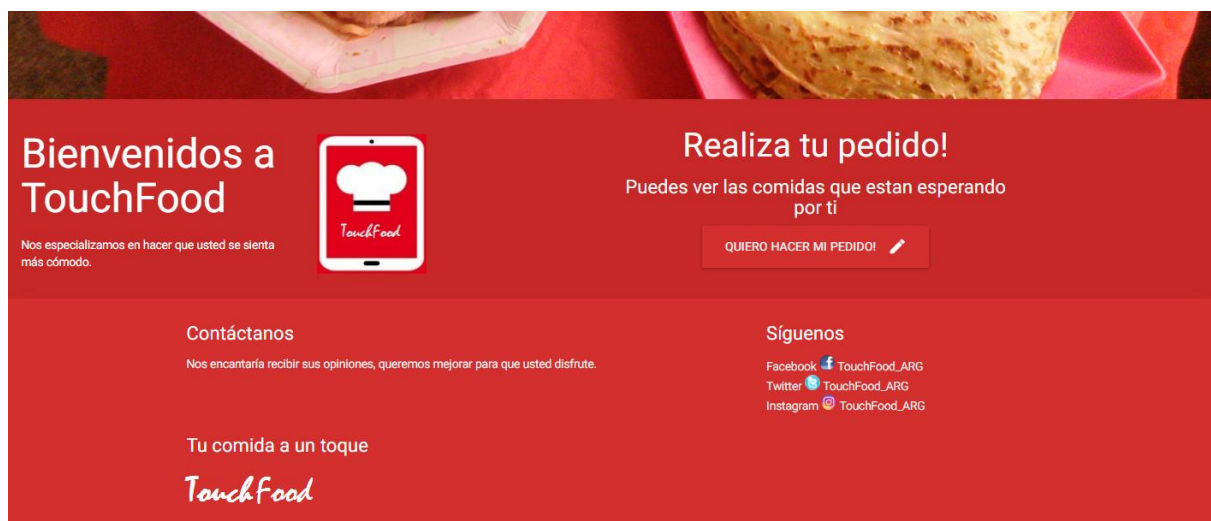 Bienvenidos a
TouchFood
Nos especializamos en hacer que usted se sienta
más cómodo.
TouchFood
Realiza tu pedido!
Puedes ver las comidas que estan esperando
por ti
QUIERO HACER MI PEDIDO!
Contáctanos
Nos encantaría recibir sus opiniones, queremos mejorar para que usted disfrute.
Síguenos
Facebook TouchFood_ARG
Twitter TouchFood_ARG
Instagram TouchFood_ARG
Tu comida a un toque
TouchFood